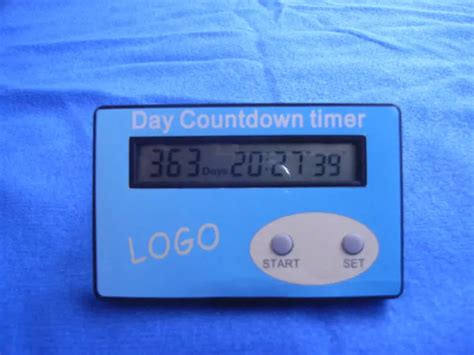 Day Countdown timer
363 Days 20:27 39
LOGO
START SET